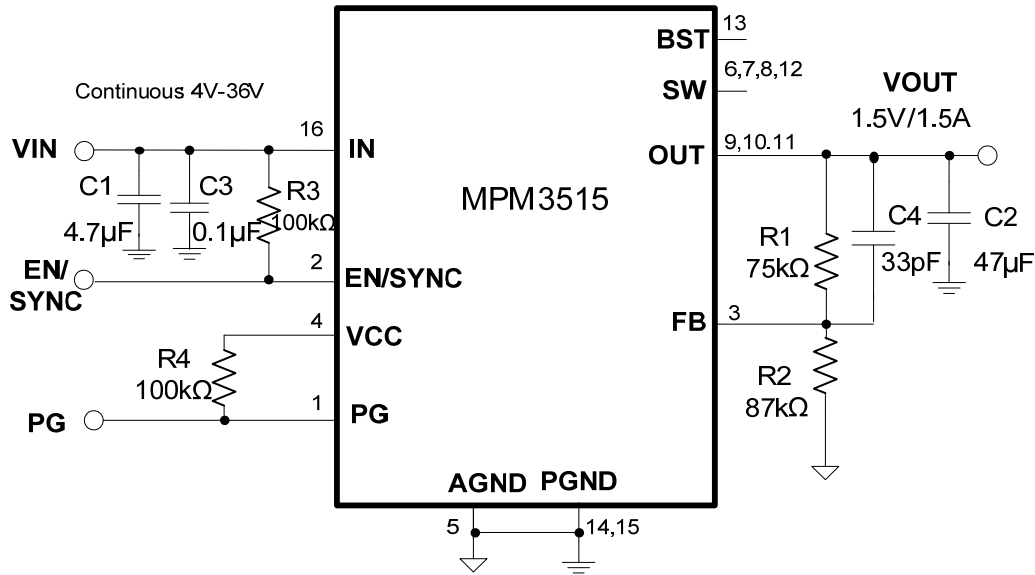 13
BST
6,7,8,12
SW
VOUT
1.5V/1.5A
Continuous 4V-36V
16
9,10.11
VIN
IN
OUT
C1
C3
R3
100kΩ
MPM3515
4.7µF
0.1µF
C4
C2
R1
75kΩ
33pF
47µF
EN/
SYNC
2
EN/SYNC
FB
3
4
VCC
R4
100kΩ
R2
87kΩ
1
PG
PG
AGND
PGND
5
14,15